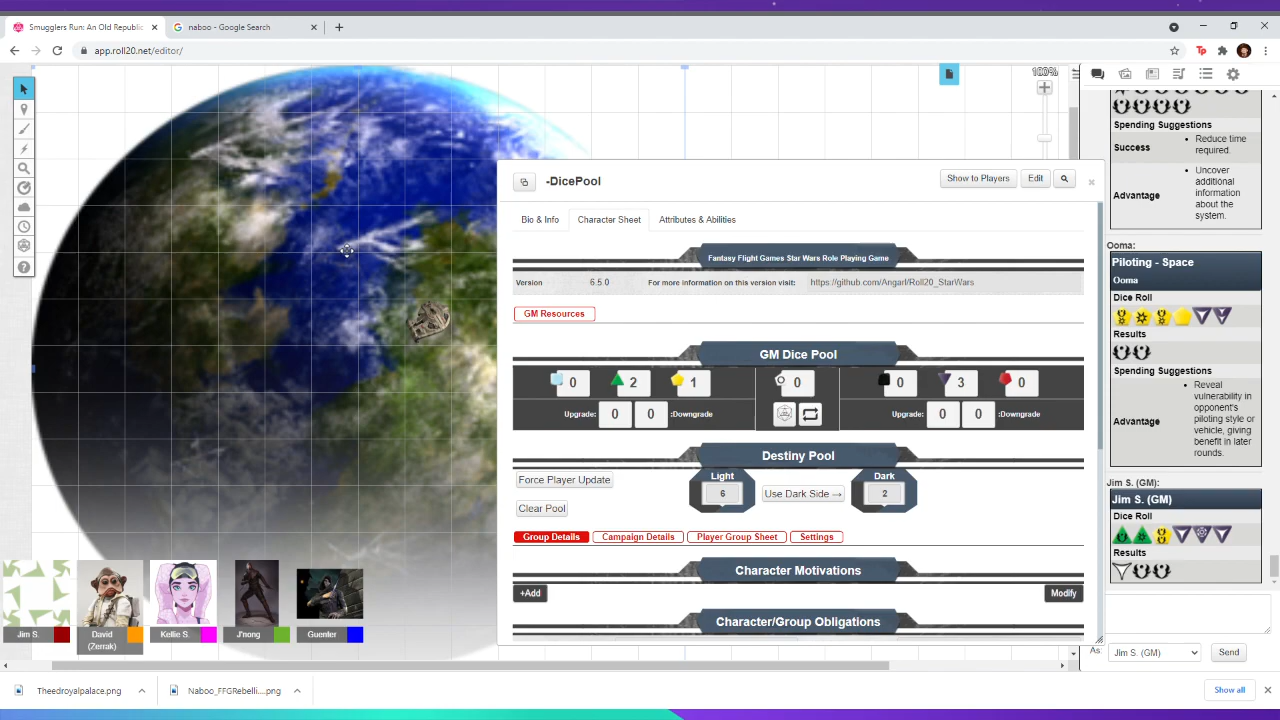 Smugglers Run: An Old Republic
naboo - Google Search
app.roll20.net/editor/
Tp
100%
-DicePool
Show to Players
Edit
Bio & Info
Character Sheet
Attributes & Abilities
Fantasy Flight Games Star Wars Role Playing Game
Version
6.5.0
For more information on this version visit:
https://github.com/Angarl/Roll20_StarWars
GM Resources
GM Dice Pool
0
2
1
0
0
3
0
Upgrade:
0
0
:Downgrade
Upgrade:
0
0
:Downgrade
Destiny Pool
Force Player Update
Clear Pool
Light
6
Use Dark Side →
Dark
2
Group Details
Campaign Details
Player Group Sheet
Settings
Character Motivations
+Add
Modify
Character/Group Obligations
Spending Suggestions
Success
• Reduce time
required.
Advantage
• Uncover
additional
information
about the
system.
Ooma:
Piloting - Space
Ooma
Dice Roll
Results
Spending Suggestions
Advantage
• Reveal
vulnerability in
opponent's
piloting style or
vehicle, giving
benefit in later
rounds.
Jim S. (GM):
Jim S. (GM)
Dice Roll
Results
As:
Jim S. (GM)
Send
Jim S.
David
(Zerrak)
Kellie S.
J'nong
Guenter
Theedroyalpalace.png
Naboo_FFGRebelli....png
Show all